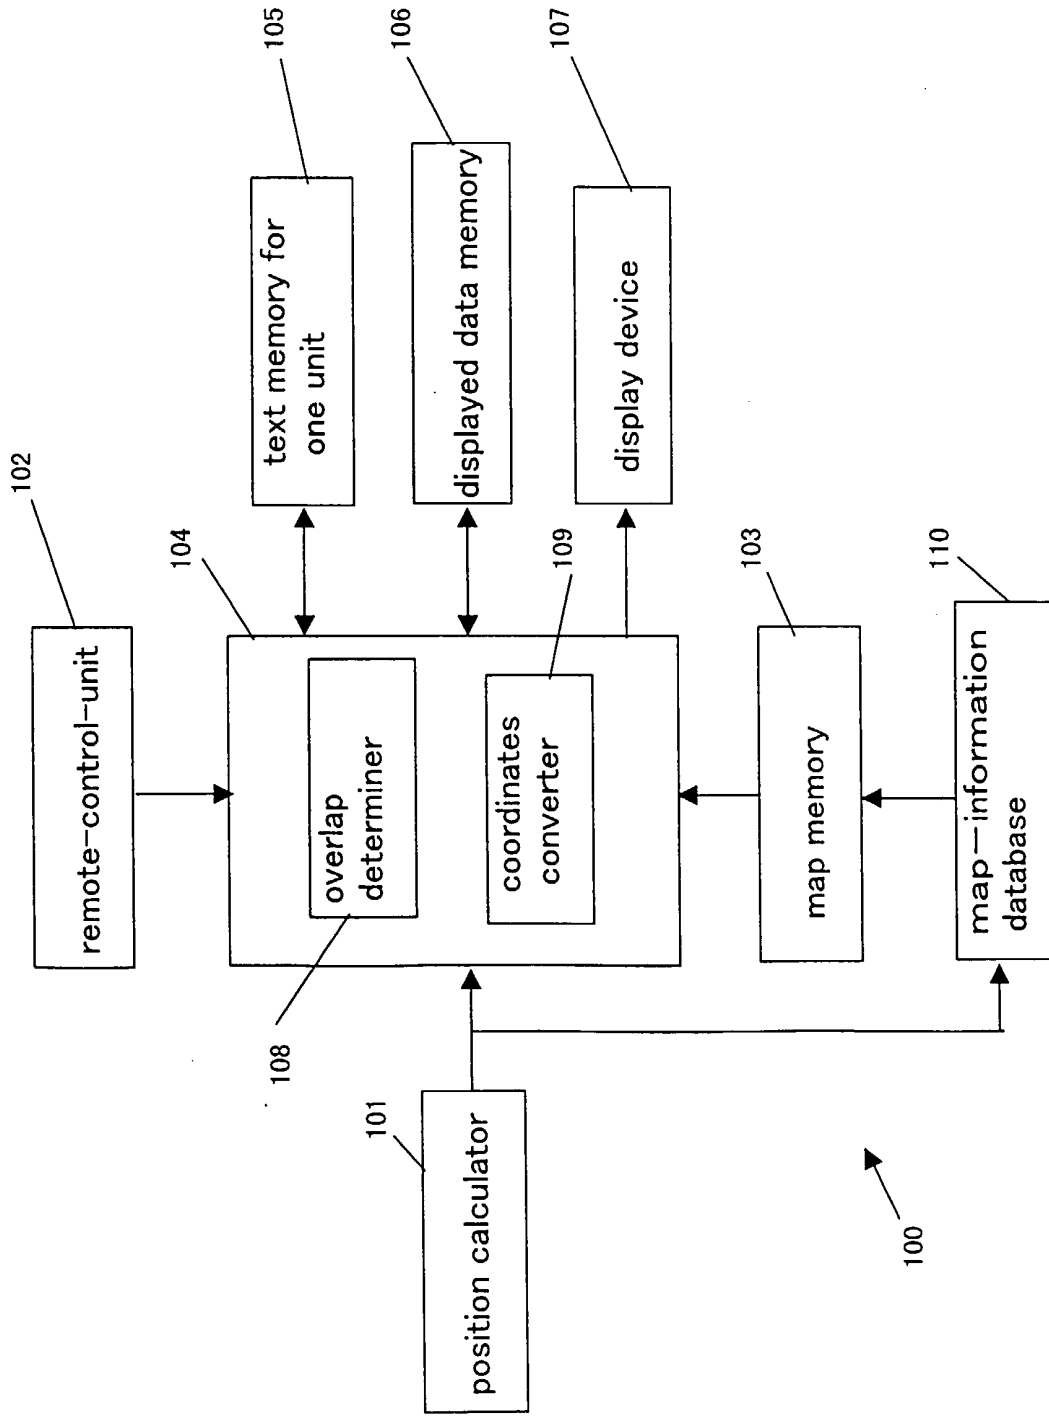 102
remote-control-unit
104
105
text memory for
one unit
106
displayed data memory
107
display device
108
overlap
determiner
109
coordinates
converter
101
position calculator
103
map memory
110
map-information
database
100